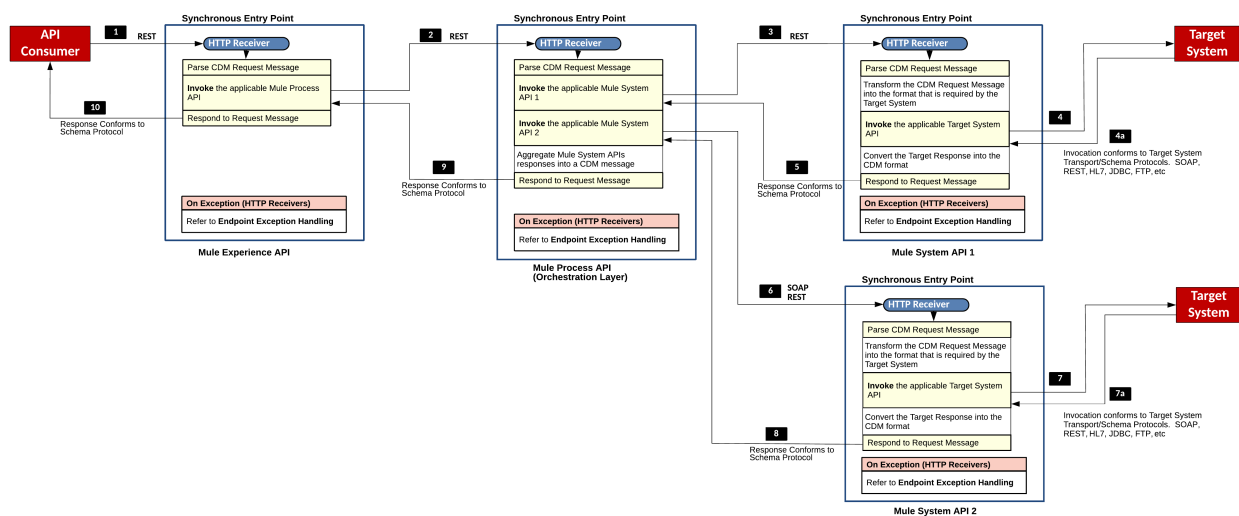 Synchronous Entry Point
API
Consumer
1
REST
HTTP Receiver
Parse CDM Request Message
Invoke the applicable Mule Process
API
Respond to Request Message
10
Response Conforms to
Schema Protocol
On Exception (HTTP Receivers)
Refer to Endpoint Exception Handling
Mule Experience API
Synchronous Entry Point
2
REST
HTTP Receiver
Parse CDM Request Message
Invoke the applicable Mule System
API 1
Invoke the applicable Mule System
API 2
Aggregate Mule System APIs
responses into a CDM message
Respond to Request Message
9
Response Conforms to
Schema Protocol
On Exception (HTTP Receivers)
Refer to Endpoint Exception Handling
Mule Process API
(Orchestration Layer)
Synchronous Entry Point
3
REST
HTTP Receiver
Parse CDM Request Message
Transform the CDM Request Message
into the format that is required by the
Target System
Invoke the applicable Target System
API
Convert the Target Response into the
CDM format
Respond to Request Message
5
Response Conforms to
Schema Protocol
On Exception (HTTP Receivers)
Refer to Endpoint Exception Handling
Mule System API 1
Target
System
4
4a
Invocation conforms to Target System
Transport/Schema Protocols. SOAP,
REST, HL7, JDBC, FTP, etc
Synchronous Entry Point
6
SOAP
REST
HTTP Receiver
Parse CDM Request Message
Transform the CDM Request Message
into the format that is required by the
Target System
Invoke the applicable Target System
API
Convert the Target Response into the
CDM format
Respond to Request Message
8
Response Conforms to
Schema Protocol
On Exception (HTTP Receivers)
Refer to Endpoint Exception Handling
Mule System API 2
Target
System
7
7a
Invocation conforms to Target System
Transport/Schema Protocols. SOAP,
REST, HL7, JDBC, FTP, etc